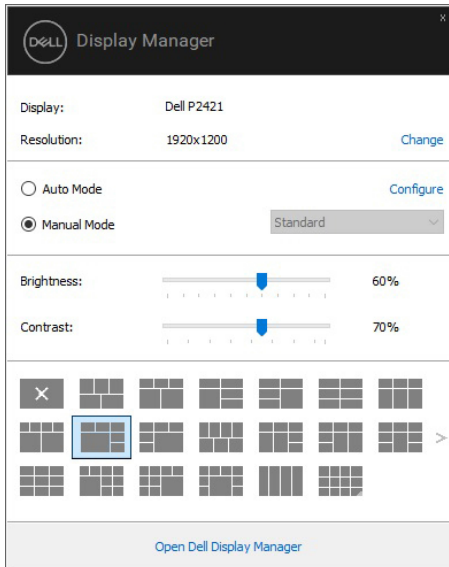 x
DELL Display Manager
Display: Dell P2421
Resolution: 1920x1200 Change
Auto Mode Configure
Manual Mode Standard
Brightness: 60%
Contrast: 70%
Open Dell Display Manager